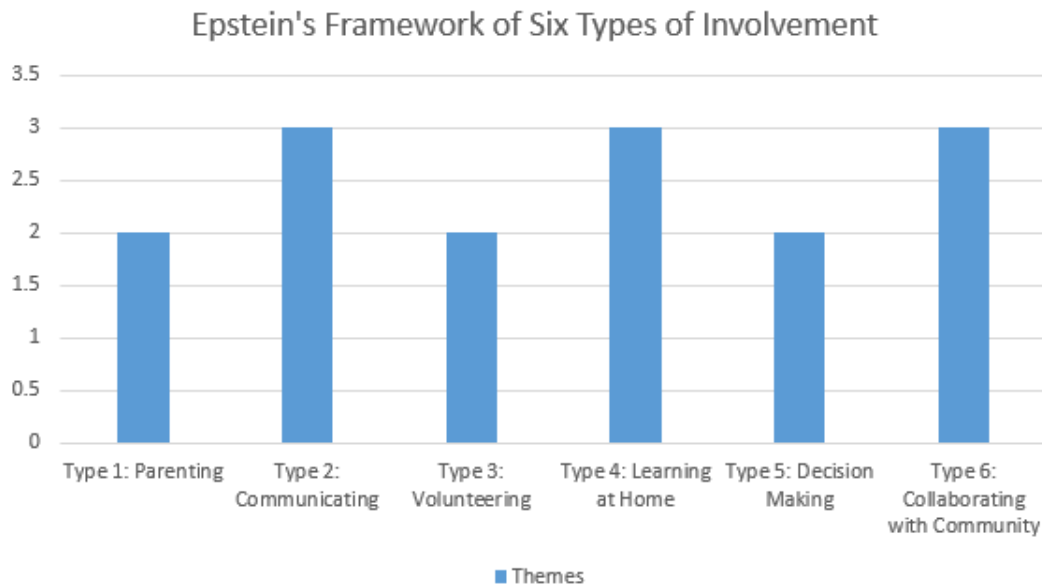 Epstein's Framework of Six Types of Involvement
3.5
3
2.5
2
1.5
1
0.5
0
Type 1: Parenting
Type 2:
Communicating
Type 3:
Volunteering
Type 4: Learning
at Home
Type 5: Decision
Making
Type 6:
Collaborating
with Community
Themes